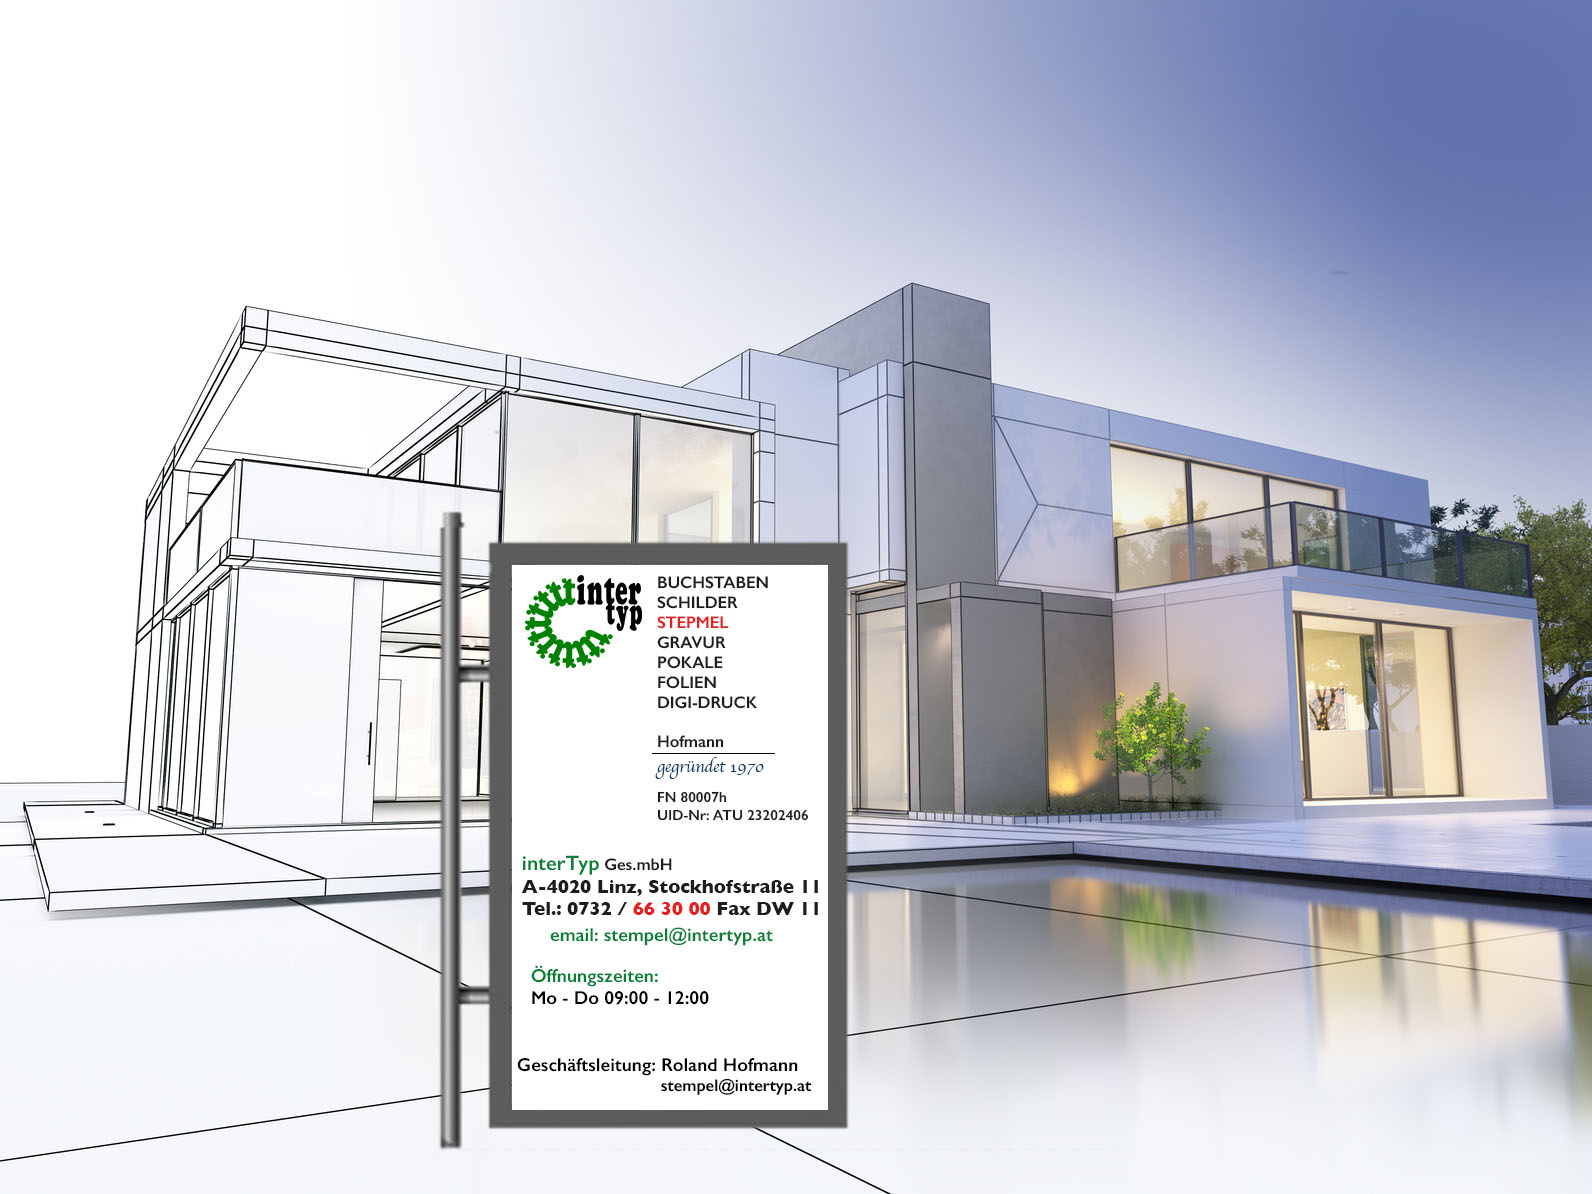 inter
typ
BUCHSTABEN
SCHILDER
STEPMEL
GRAVUR
POKALE
FOLIEN
DIGI-DRUCK
Hofmann
gegründet 1970
FN 80007h
UID-Nr: ATU 23202406
interTyp Ges.mbH
A-4020 Linz, Stockhofstraße 11
Tel.: 0732 / 66 30 00 Fax DW 11
email: stempel@intertyp.at
Öffnungszeiten:
Mo - Do 09:00 - 12:00
Geschäftsleitung: Roland Hofmann
stempel@intertyp.at